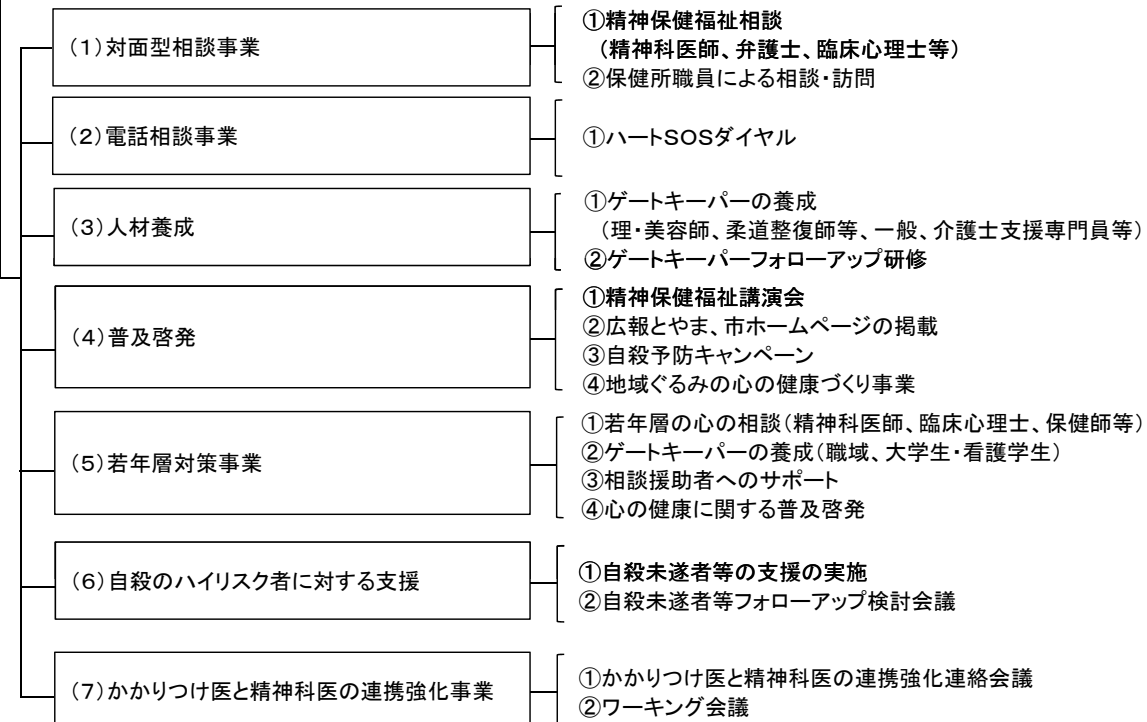 (1)対面型相談事業
①精神保健福祉相談
(精神科医師、弁護士、臨床心理士等)
②保健所職員による相談・訪問
(2)電話相談事業
①ハートSOSダイヤル
(3)人材養成
①ゲートキーパーの養成
(理・美容師、柔道整復師等、一般、介護士支援専門員等)
②ゲートキーパーフォローアップ研修
(4)普及啓発
①精神保健福祉講演会
②広報とやま、市ホームページの掲載
③自殺予防キャンペーン
④地域ぐるみの心の健康づくり事業
(5)若年層対策事業
①若年層の心の相談(精神科医師、臨床心理士、保健師等)
②ゲートキーパーの養成(職域、大学生・看護学生)
③相談援助者へのサポート
④心の健康に関する普及啓発
(6)自殺のハイリスク者に対する支援
①自殺未遂者等の支援の実施
②自殺未遂者等フォローアップ検討会議
(7)かかりつけ医と精神科医の連携強化事業
①かかりつけ医と精神科医の連携強化連絡会議
②ワーキング会議